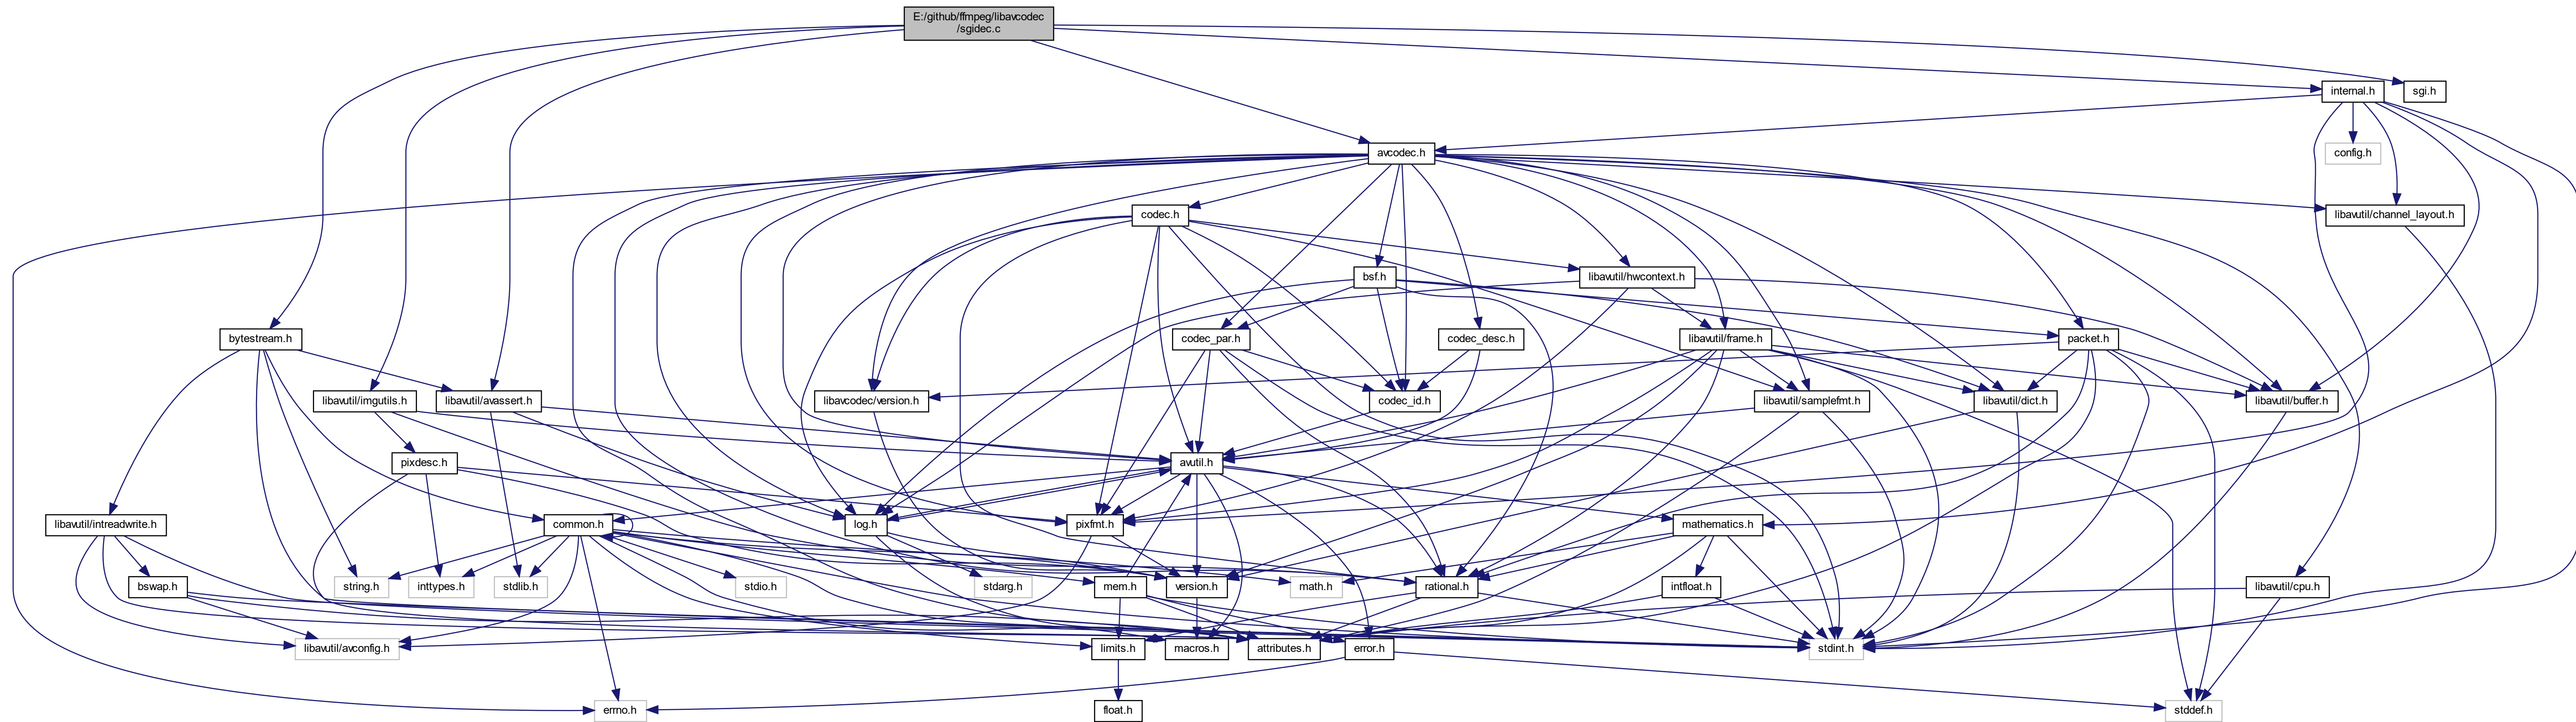 E:/github/ffmpeg/libavcodec
/sgidec.c
internal.h
sgi.h
avcodec.h
config.h
codec.h
libavutil/channel_layout.h
bsf.h
libavutil/hwcontext.h
bytestream.h
codec_par.h
codec_desc.h
libavutil/frame.h
packet.h
libavutil/imgutils.h
libavutil/avassert.h
libavcodec/version.h
codec_id.h
libavutil/samplefmt.h
libavutil/dict.h
libavutil/buffer.h
pixdesc.h
avutil.h
libavutil/intreadwrite.h
common.h
log.h
pixfmt.h
mathematics.h
bswap.h
string.h
inttypes.h
stdlib.h
stdio.h
stdarg.h
mem.h
version.h
math.h
rational.h
intfloat.h
libavutil/cpu.h
libavutil/avconfig.h
limits.h
macros.h
attributes.h
error.h
stdint.h
errno.h
float.h
stddef.h